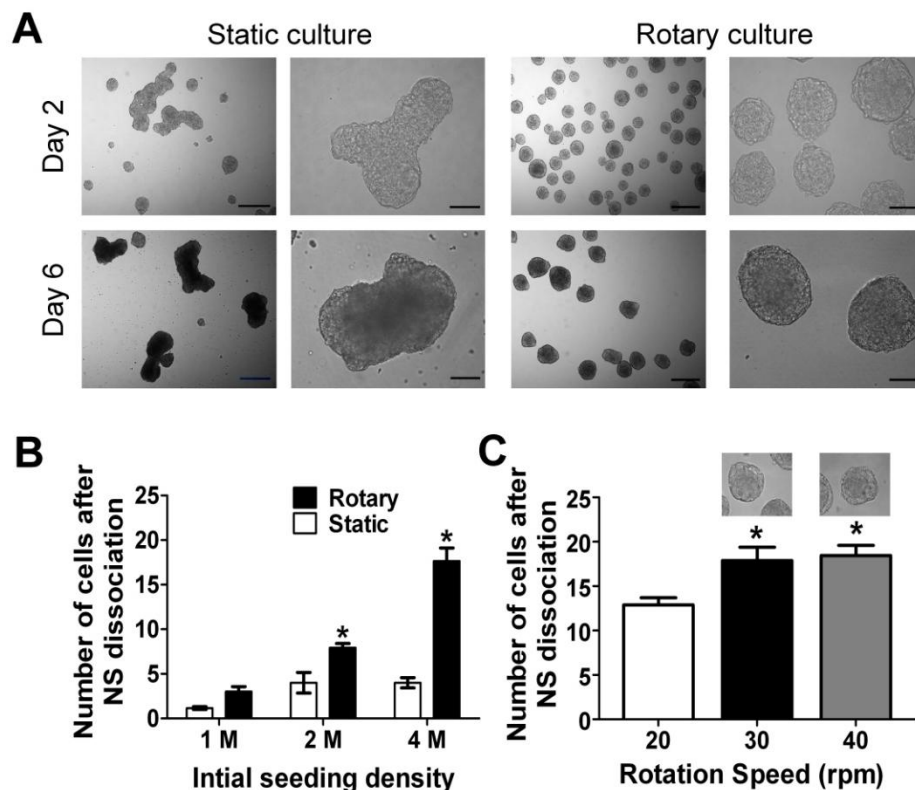 A
Static culture
Rotary culture
Day 2
Day 6
B
Number of cells after
NS dissociation
25
20
15
10
5
0
Rotary
Static
*
*
1 M
2 M
4 M
Intial seeding density
C
Number of cells after
NS dissociation
25
20
15
10
5
0
*
*
20
30
40
Rotation Speed (rpm)